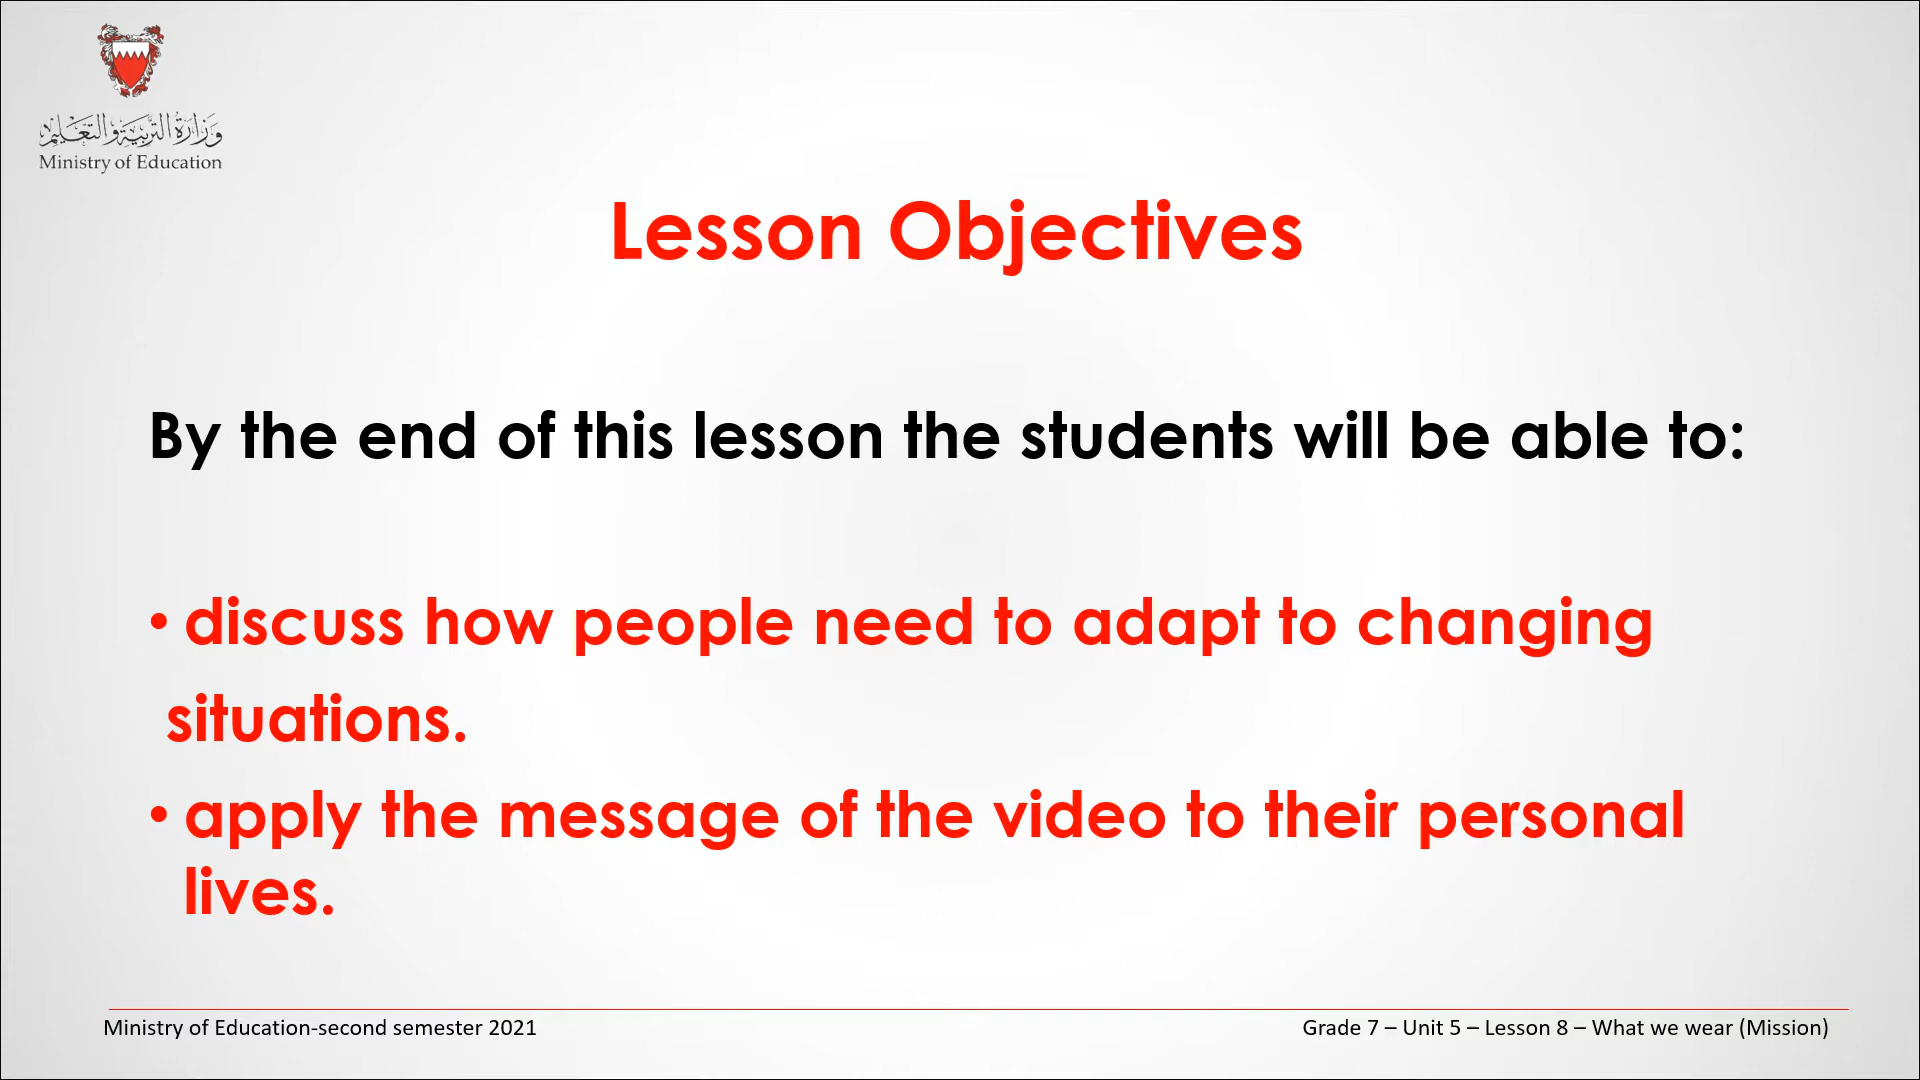 وزارة التربية والتعليم
Ministry of Education
Lesson Objectives
By the end of this lesson the students will be able to:
• discuss how people need to adapt to changing
situations.
• apply the message of the video to their personal
lives.
Ministry of Education-second semester 2021
Grade 7 – Unit 5 – Lesson 8 – What we wear (Mission)